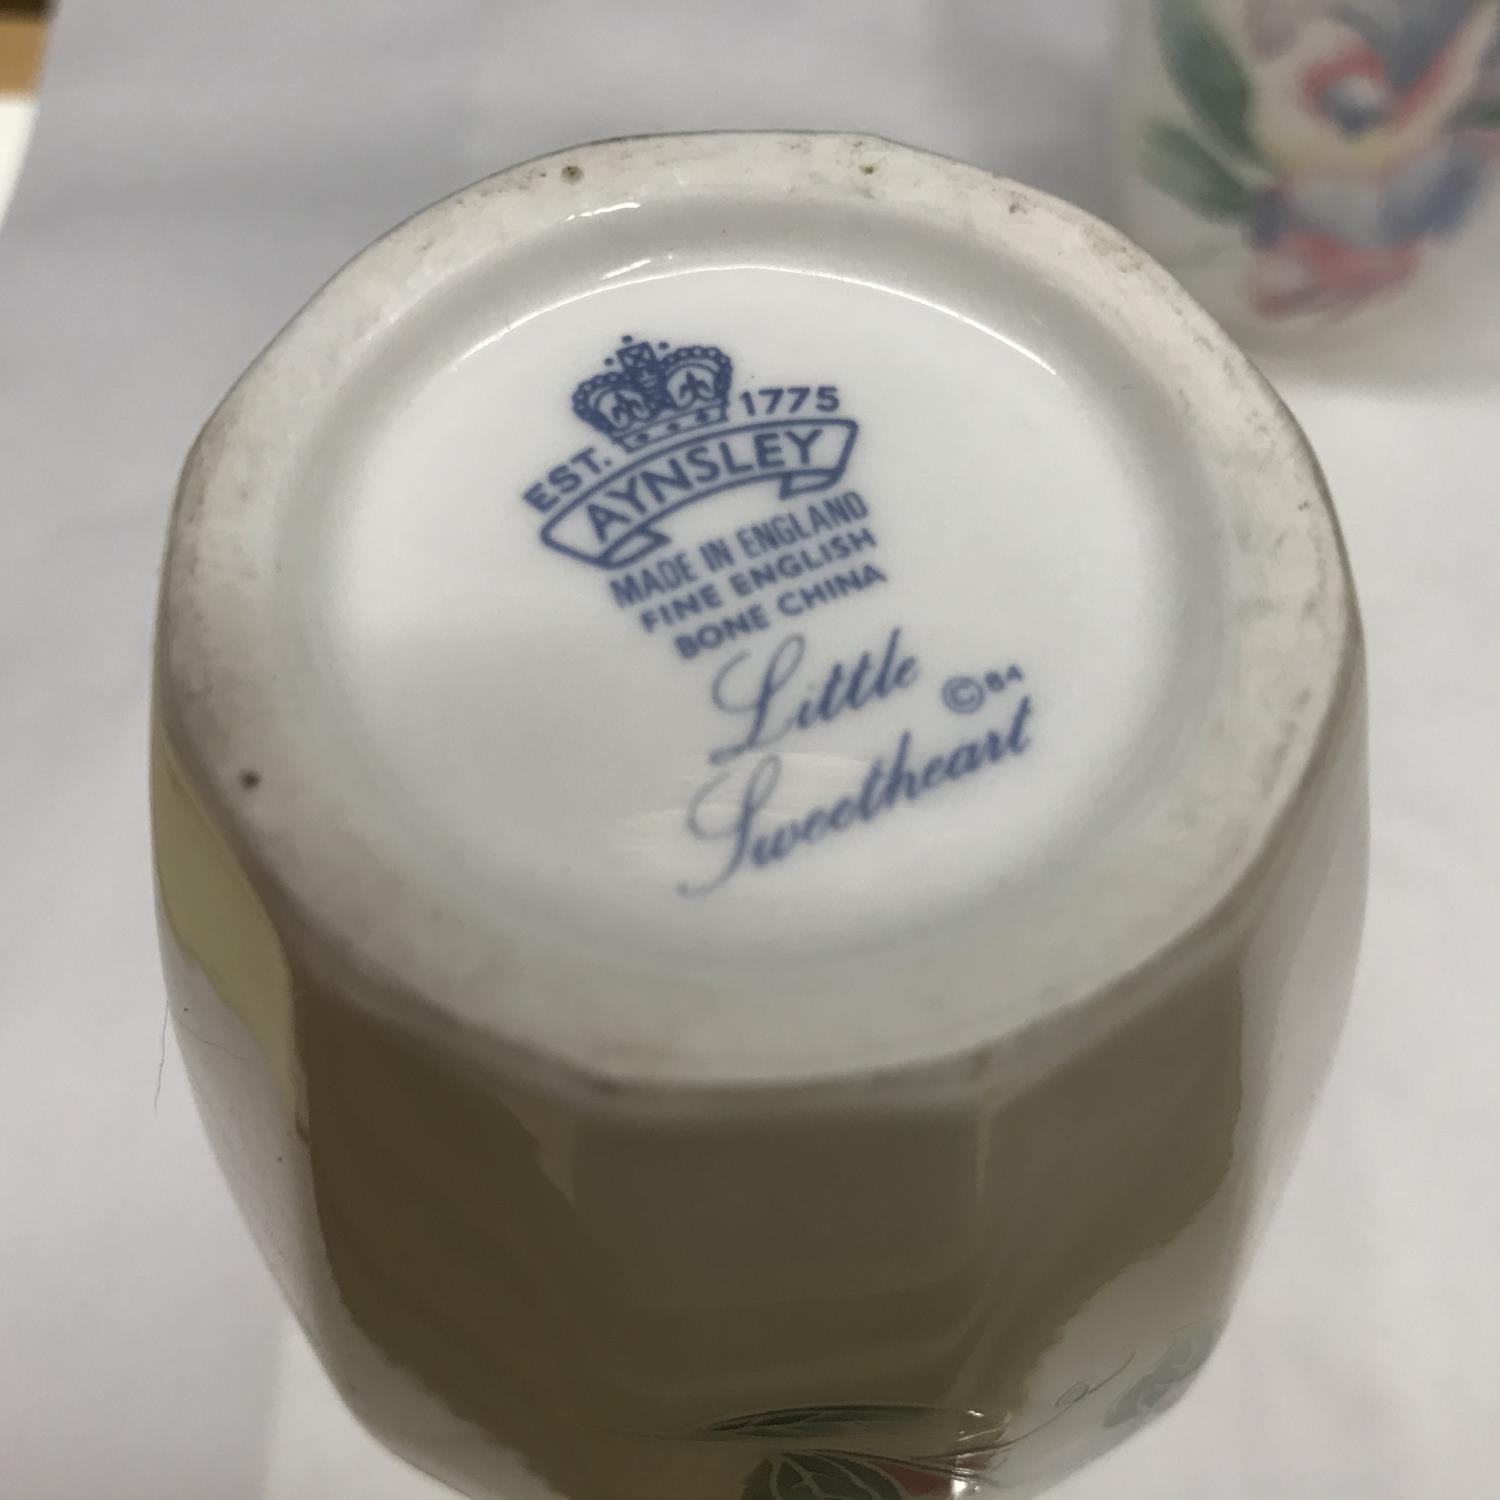 EST. 1775
AYNSLEY
MADE IN ENGLAND
FINE ENGLISH
BONE CHINA
Little
Sweetheart © 84